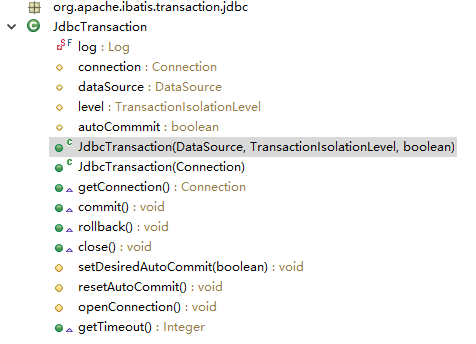 org.apache.ibatis.transaction.jdbc
JdbcTransaction
S F log : Log
connection : Connection
dataSource : DataSource
level : TransactionIsolationLevel
autoCommmit : boolean
C JdbcTransaction(DataSource, TransactionIsolationLevel, boolean)
C JdbcTransaction(Connection)
getConnection() : Connection
commit() : void
rollback() : void
close() : void
setDesiredAutoCommit(boolean) : void
resetAutoCommit() : void
openConnection() : void
getTimeout() : Integer